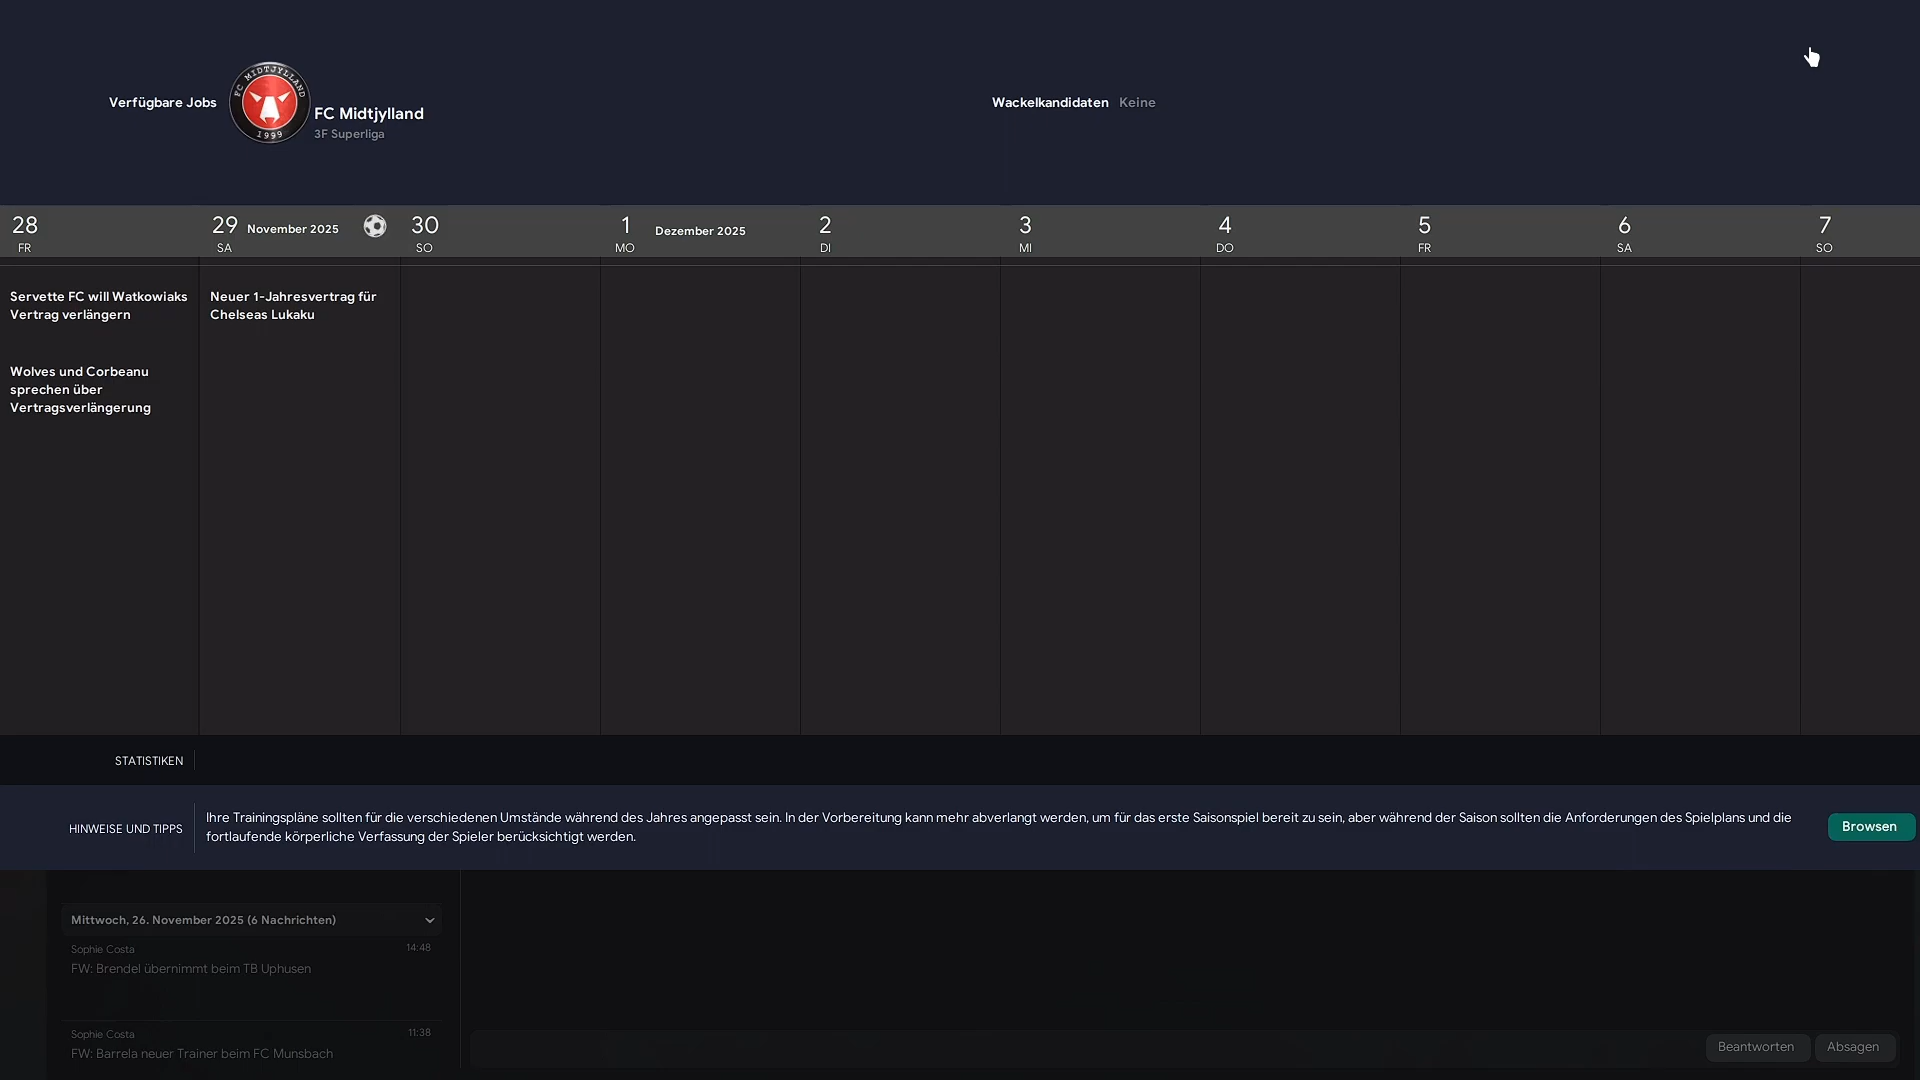 Verfügbare Jobs
FC MIDTJYLLAND
1999
FC Midtjylland
3F Superliga
Wackelkandidaten Keine
28
FR
29 November 2025
SA
30
SO
1 Dezember 2025
MO
2
DI
3
MI
4
DO
5
FR
6
SA
7
SO
Servette FC will Watkowiaks
Vertrag verlängern
Wolves und Corbeanu
sprechen über
Vertragsverlängerung
Neuer 1-Jahresvertrag für
Chelseas Lukaku
STATISTIKEN
HINWEISE UND TIPPS
Ihre Trainingspläne sollten für die verschiedenen Umstände während des Jahres angepasst sein. In der Vorbereitung kann mehr abverlangt werden, um für das erste Saisonspiel bereit zu sein, aber während der Saison sollten die Anforderungen des Spielplans und die
fortlaufende körperliche Verfassung der Spieler berücksichtigt werden.
Browsen
Mittwoch, 26. November 2025 (6 Nachrichten)
Sophie Costa 14:48
FW: Brendel übernimmt beim TB Uphusen
Sophie Costa 11:38
FW: Barrela neuer Trainer beim FC Munsbach
Beantworten
Absagen